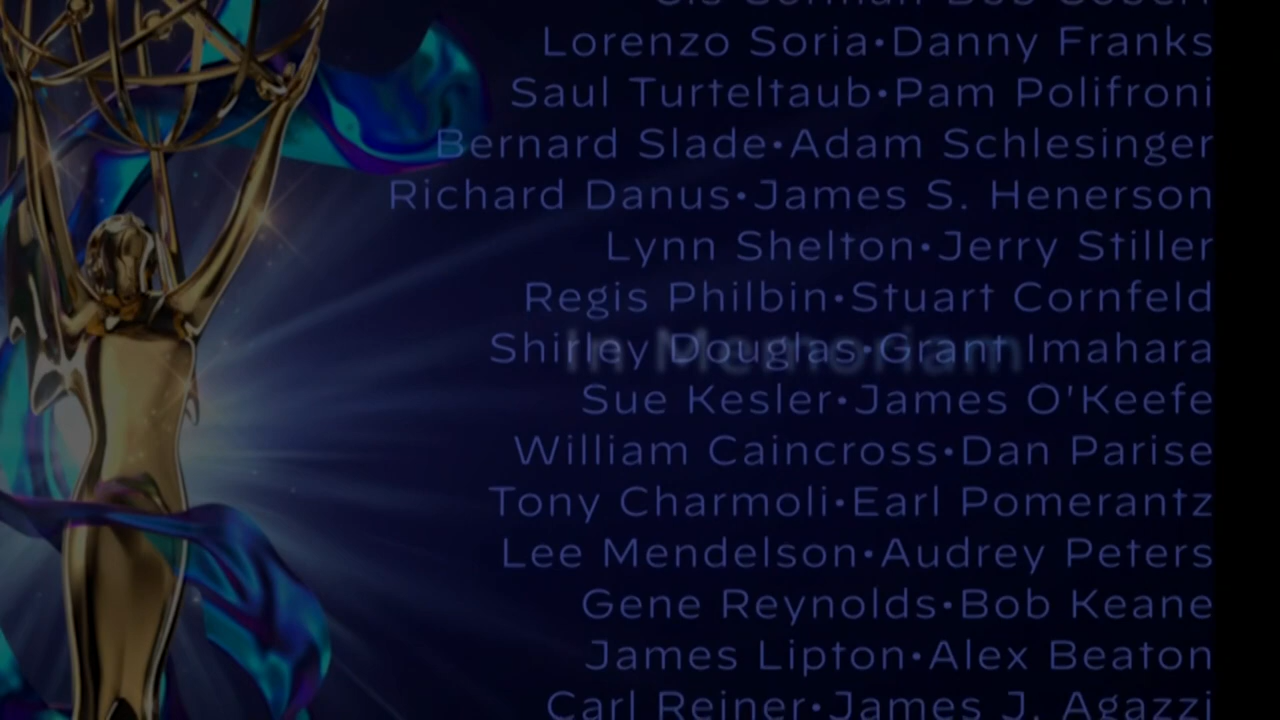 Lorenzo Soria•Danny Franks
Saul Turteltaub•Pam Polifroni
Bernard Slade•Adam Schlesinger
Richard Danus•James S. Henerson
Lynn Shelton•Jerry Stiller
Regis Philbin•Stuart Cornfeld
Shirley Douglas•Grant Imahara
In Memoriam
Sue Kesler•James O'Keefe
William Caincross•Dan Parise
Tony Charmoli•Earl Pomerantz
Lee Mendelson•Audrey Peters
Gene Reynolds•Bob Keane
James Lipton•Alex Beaton
Carl Reiner•James J. Agazzi